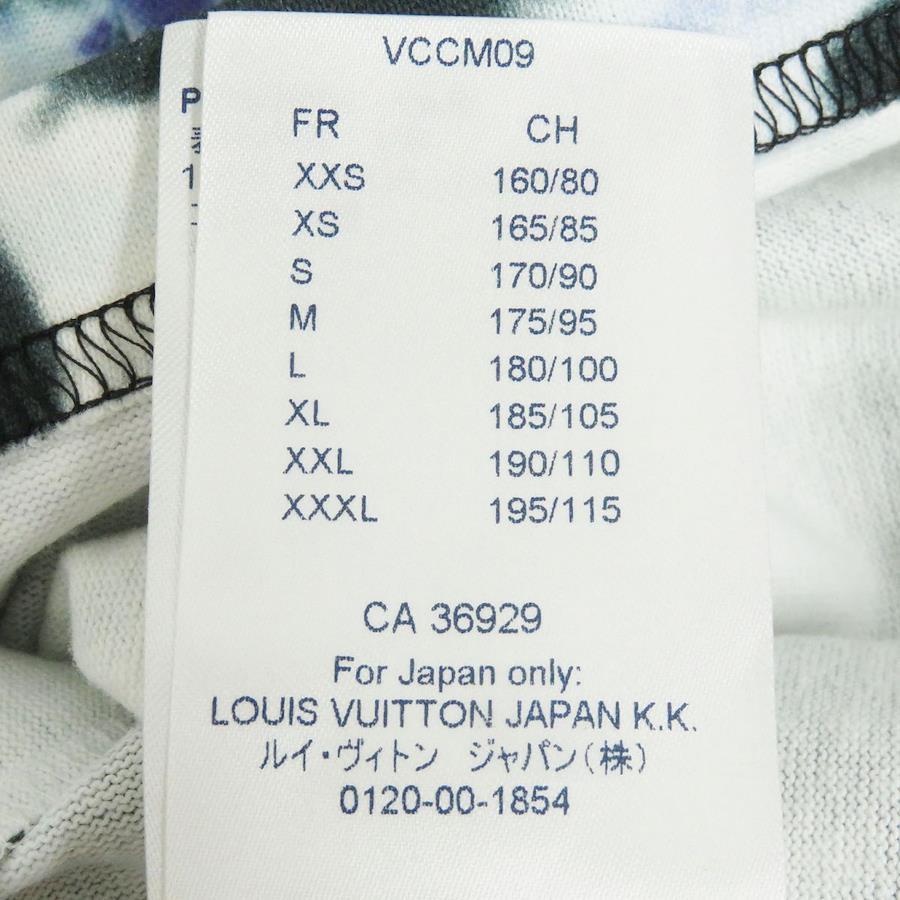 VCCM09
FR CH
XXS 160/80
XS 165/85
S 170/90
M 175/95
L 180/100
XL 185/105
XXL 190/110
XXXL 195/115
CA 36929
For Japan only:
LOUIS VUITTON JAPAN K.K.
ルイ・ヴィトン ジャパン(株)
0120-00-1854